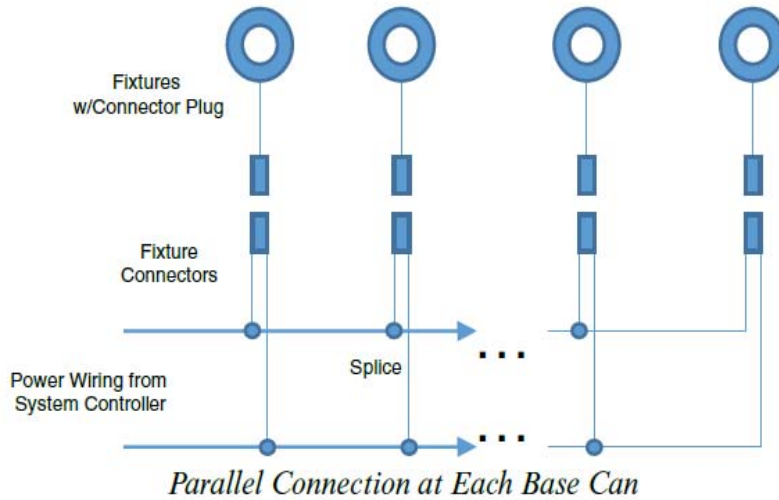 Fixtures
w/Connector Plug
Fixture
Connectors
Splice
Power Wiring from
System Controller
Parallel Connection at Each Base Can